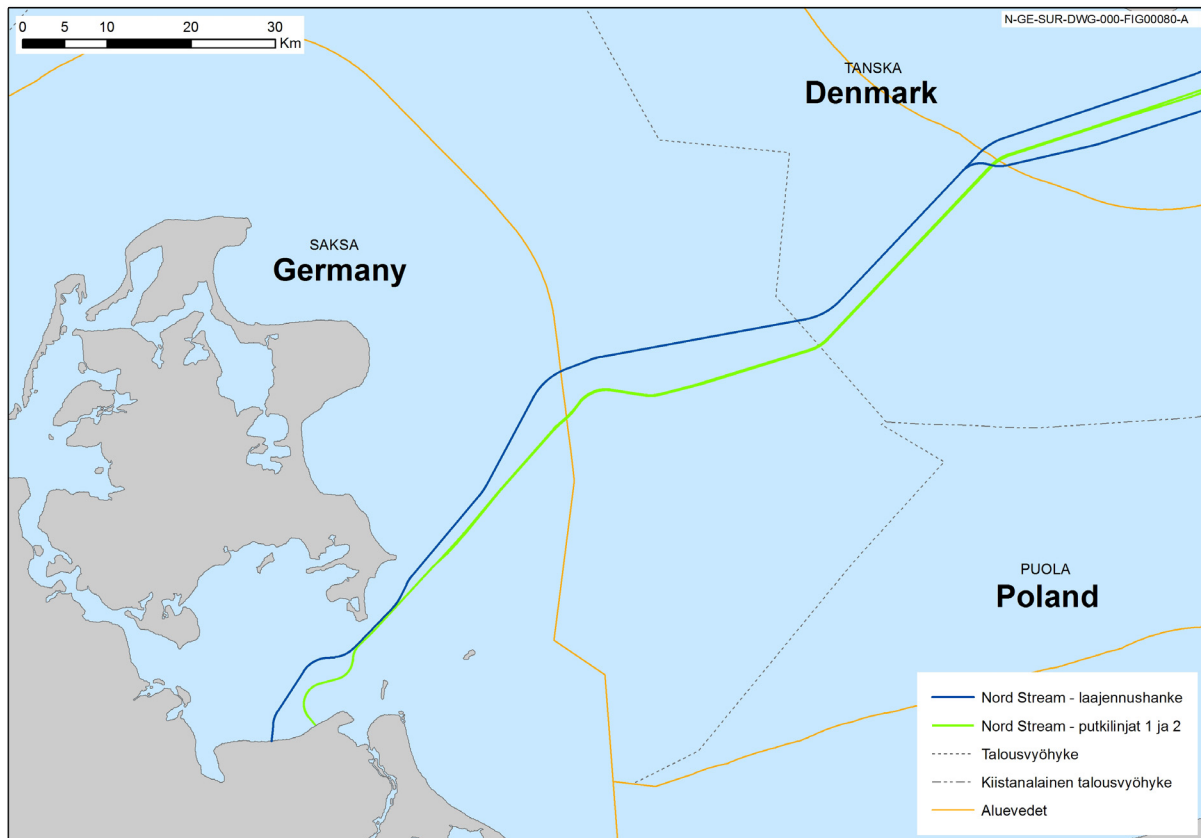 N-GE-SUR-DWG-000-FIG00080-A
0 5 10 20 30
Km
TANSKA
Denmark
SAKSA
Germany
PUOLA
Poland
Nord Stream - laajennushanke
Nord Stream - putkilinjat 1 ja 2
Talousvyöhyke
Kiistanalainen talousvyöhyke
Aluevedet